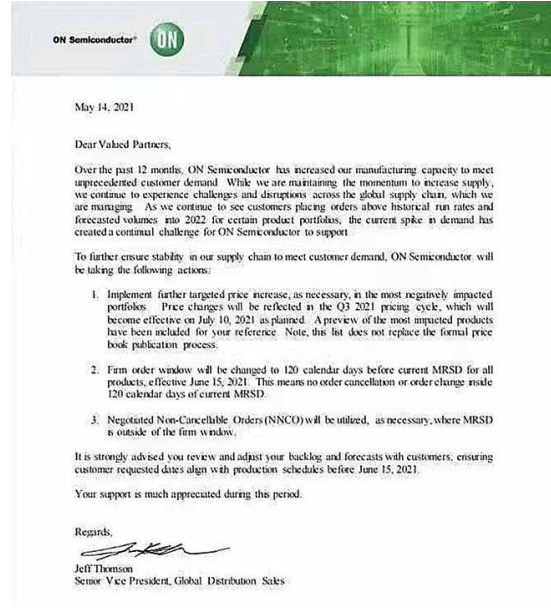 ON Semiconductor® ON
May 14, 2021
Dear Valued Partners,
Over the past 12 months, ON Semiconductor has increased our manufacturing capacity to meet
unprecedented customer demand. While we are maintaining the momentum to increase supply,
we continue to experience challenges and disruptions across the global supply chain, which we
are managing. As we continue to see customers placing orders above historical run rates and
forecasted volumes into 2022 for certain product portfolios, the current spike in demand has
created a continual challenge for ON Semiconductor to support.
To further ensure stability in our supply chain to meet customer demand, ON Semiconductor will
be taking the following actions:
1. Implement further targeted price increase, as necessary, in the most negatively impacted
portfolios. Price changes will be reflected in the Q3 2021 pricing cycle, which will
become effective on July 10, 2021 as planned. A preview of the most impacted products
have been included for your reference. Note, this list does not replace the formal price
book publication process.
2. Firm order window will be changed to 120 calendar days before current MRSD for all
products, effective June 15, 2021. This means no order cancellation or order change inside
120 calendar days of current MRSD.
3. Negotiated Non-Cancellable Orders (NNCO) will be utilized, as necessary, where MRSD
is outside of the firm window.
It is strongly advised you review and adjust your backlog and forecasts with customers, ensuring
customer requested dates align with production schedules before June 15, 2021.
Your support is much appreciated during this period.
Regards,
Jeff Thomson
Senior Vice President, Global Distribution Sales